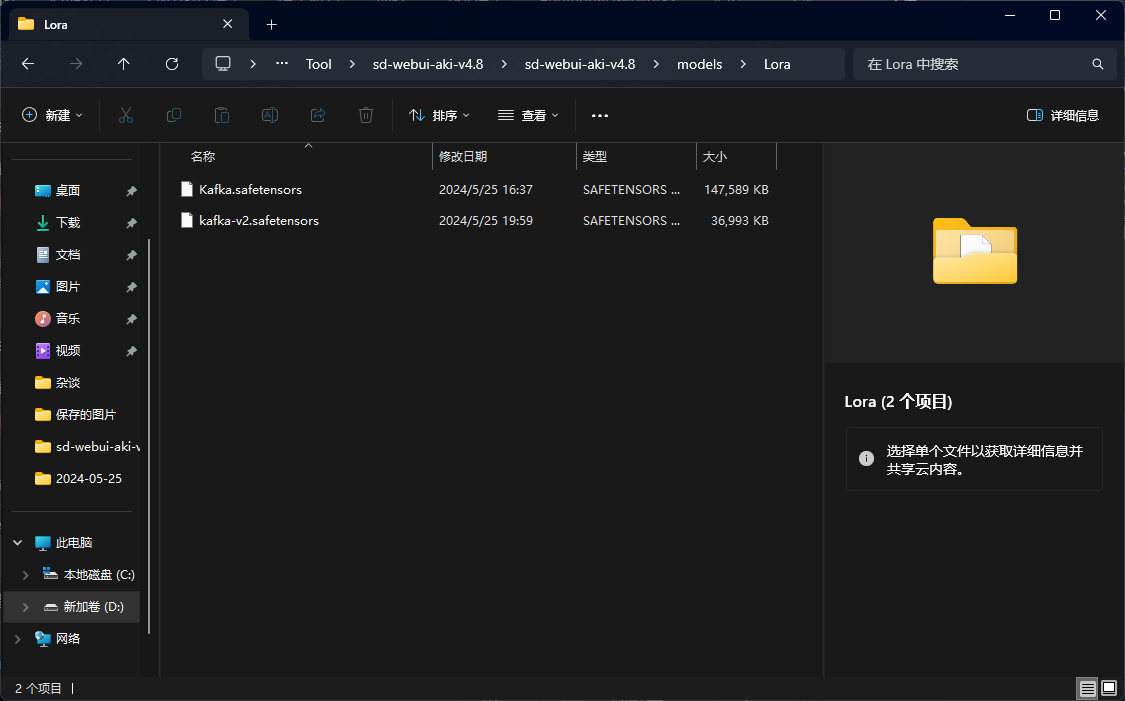 Lora
Tool sd-webui-aki-v4.8 sd-webui-aki-v4.8 models Lora 在 Lora 中搜索
新建 排序 查看 详细信息
名称 修改日期 类型 大小
Kafka.safetensors 2024/5/25 16:37 SAFETENSORS ... 147,589 KB
kafka-v2.safetensors 2024/5/25 19:59 SAFETENSORS ... 36,993 KB
桌面
下载
文档
图片
音乐
视频
杂谈
保存的图片
sd-webui-aki-v
2024-05-25
此电脑
本地磁盘 (C:)
新加卷 (D:)
网络
Lora (2 个项目)
选择单个文件以获取详细信息并
共享云内容。
2 个项目